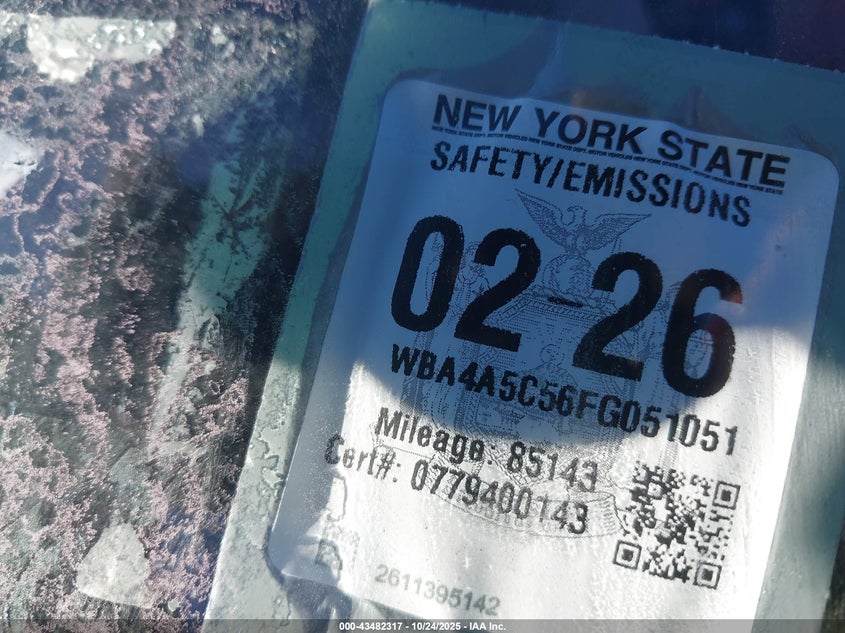 NEW YORK STATE
SAFETY/EMISSIONS
02-26
WBA4A5C56FG051051
Mileage: 85143
Cert#: 0779400143
2611395142
000-43482317 - 10/24/2025 - IAA Inc.